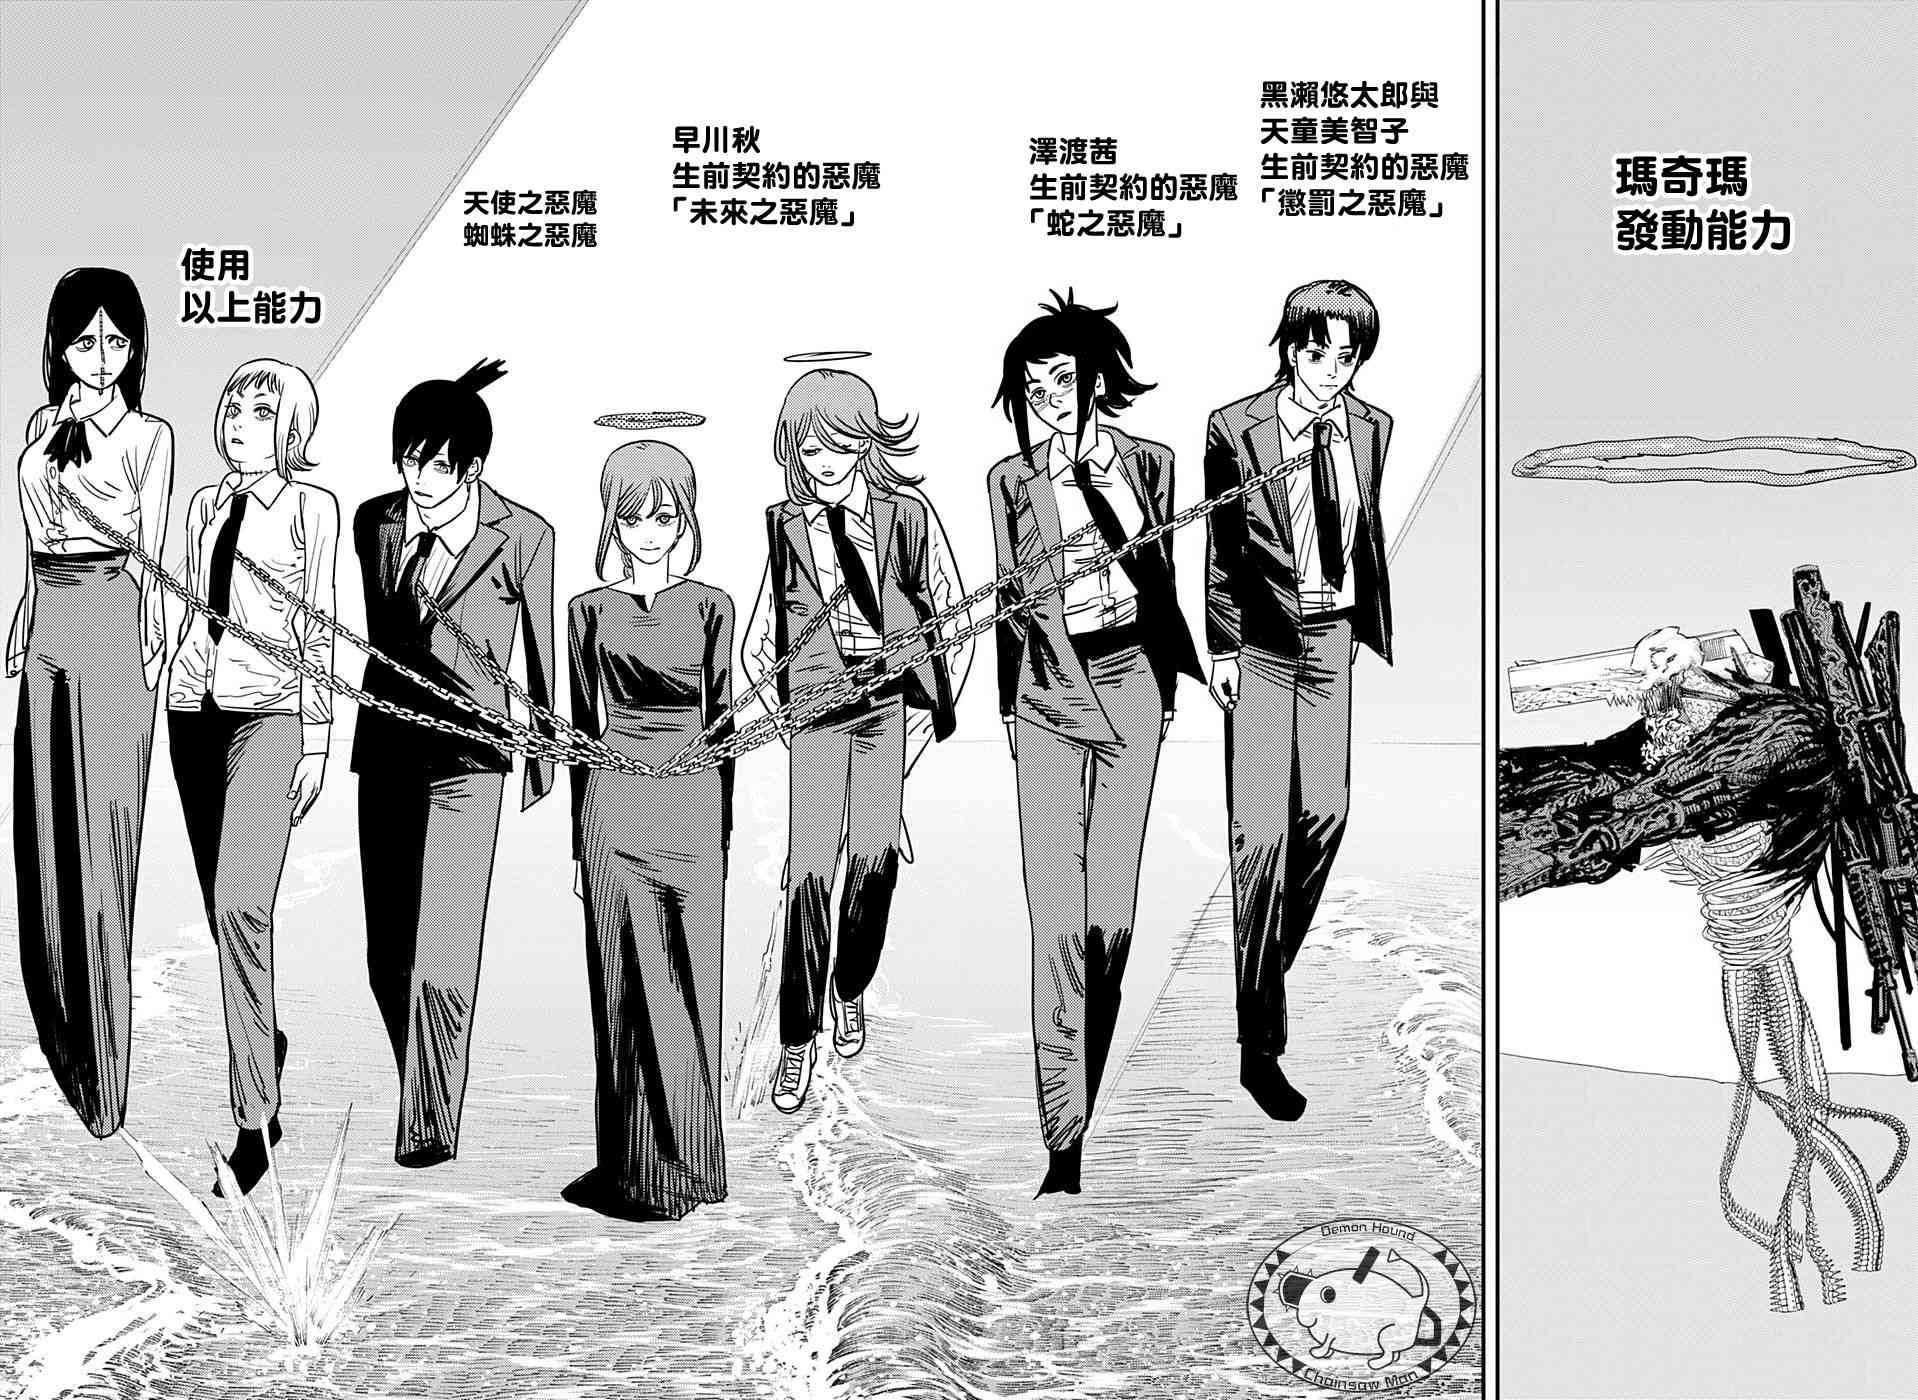 瑪奇瑪
發動能力
黑瀨悠太郎與
天童美智子
生前契約的惡魔
「懲罰之惡魔」
澤渡茜
生前契約的惡魔
「蛇之惡魔」
早川秋
生前契約的惡魔
「未來之惡魔」
天使之惡魔
蜘蛛之惡魔
使用
以上能力
Demon Hound
Chainsaw Man